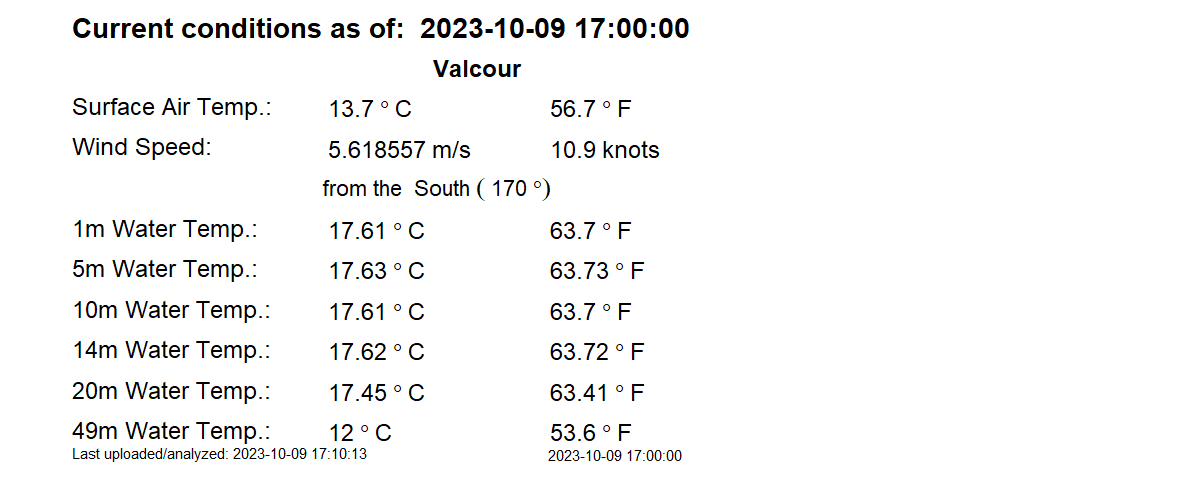 Current conditions as of:  2023-10-09 17:00:00
Valcour
Surface Air Temp.: 13.7 ° C 56.7 ° F
Wind Speed: 5.618557 m/s 10.9 knots
from the  South ( 170 °)
1m Water Temp.: 17.61 ° C 63.7 ° F
5m Water Temp.: 17.63 ° C 63.73 ° F
10m Water Temp.: 17.61 ° C 63.7 ° F
14m Water Temp.: 17.62 ° C 63.72 ° F
20m Water Temp.: 17.45 ° C 63.41 ° F
49m Water Temp.: 12 ° C 53.6 ° F
Last uploaded/analyzed: 2023-10-09 17:10:13 2023-10-09 17:00:00